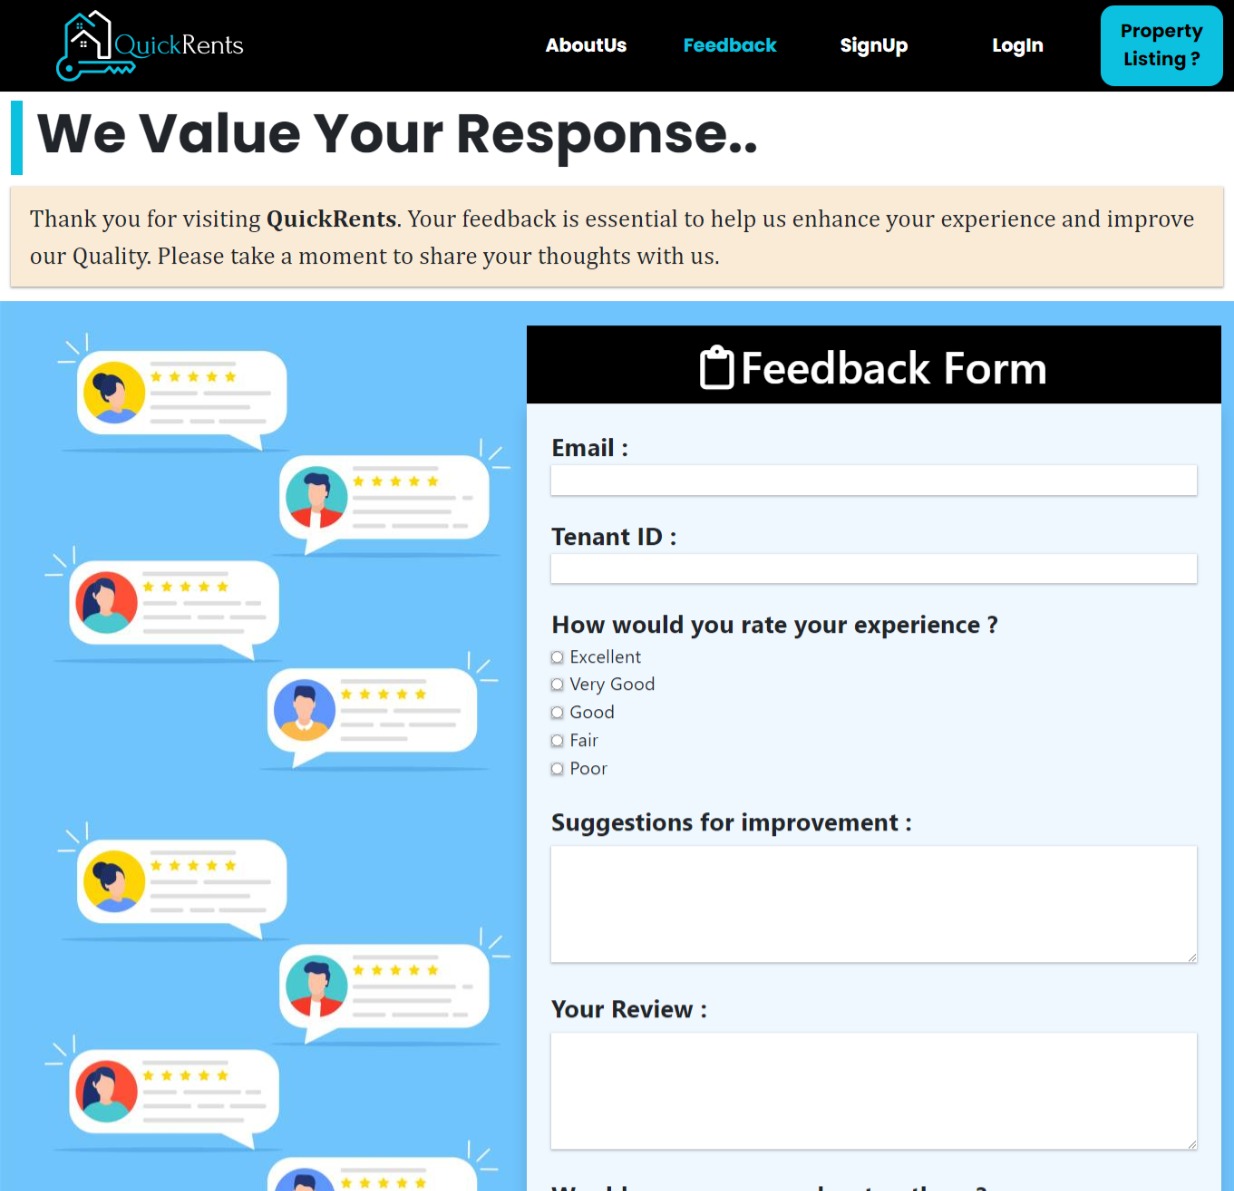 QuickRents
AboutUs
Feedback
SignUp
LogIn
Property
Listing ?
We Value Your Response..
Thank you for visiting QuickRents. Your feedback is essential to help us enhance your experience and improve
our Quality. Please take a moment to share your thoughts with us.
Feedback Form
Email :
Tenant ID :
How would you rate your experience ?
Excellent
Very Good
Good
Fair
Poor
Suggestions for improvement :
Your Review :